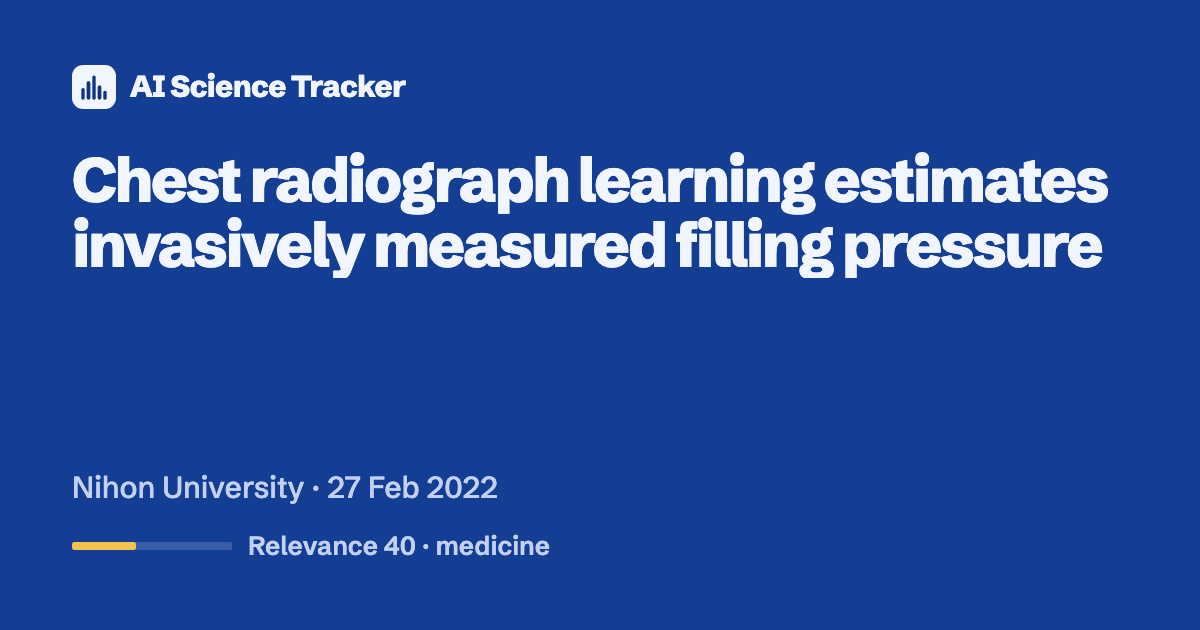 AI Science Tracker
Chest radiograph learning estimates
invasively measured filling pressure
Nihon University · 27 Feb 2022
Relevance 40 · medicine